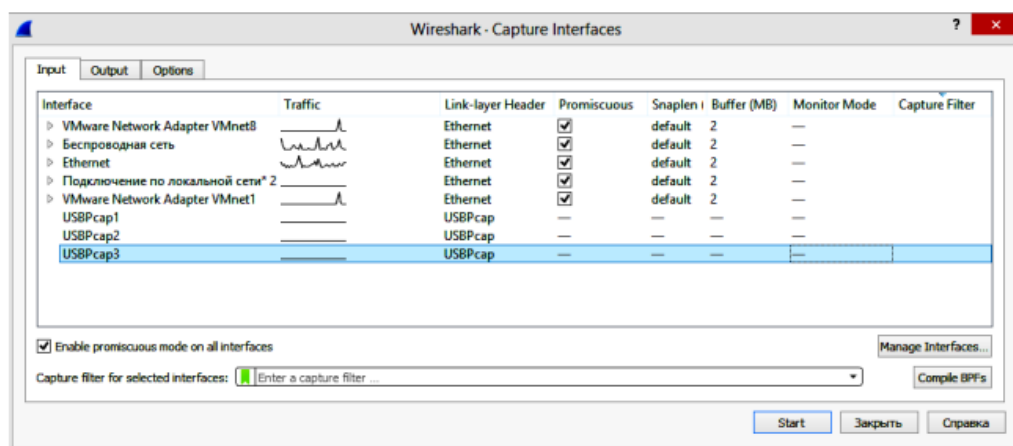 Wireshark - Capture Interfaces ? ×
Input Output Options
Interface Traffic Link-layer Header Promiscuous Snaplen ( Buffer (MB) Monitor Mode Capture Filter
VMware Network Adapter VMnet8 Ethernet default 2 —
Беспроводная сеть Ethernet default 2 —
Ethernet Ethernet default 2 —
Подключение по локальной сети* 2 Ethernet default 2 —
VMware Network Adapter VMnet1 Ethernet default 2 —
USBPcap1 USBPcap — — — —
USBPcap2 USBPcap — — — —
USBPcap3 USBPcap — — — —
Enable promiscuous mode on all interfaces Manage Interfaces...
Capture filter for selected interfaces: Enter a capture filter ... Compile BPFs
Start Закрыть Справка